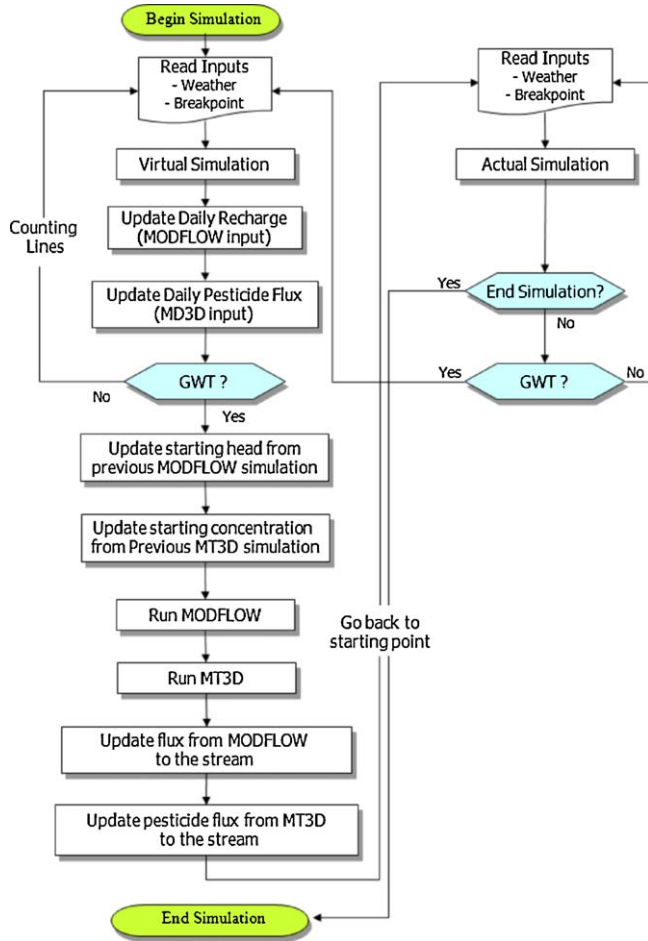 Begin Simulation
Read Inputs
- Weather
- Breakpoint
Virtual Simulation
Update Daily Recharge
(MODFLOW input)
Counting
Lines
Update Daily Pesticide Flux
(MD3D input)
GWT ?
No
Yes
Update starting head from
previous MODFLOW simulation
Update starting concentration
from Previous MT3D simulation
Run MODFLOW
Run MT3D
Update flux from MODFLOW
to the stream
Update pesticide flux from MT3D
to the stream
End Simulation
Go back to
starting point
Read Inputs
- Weather
- Breakpoint
Actual Simulation
Yes
End Simulation?
No
Yes
GWT ?
No